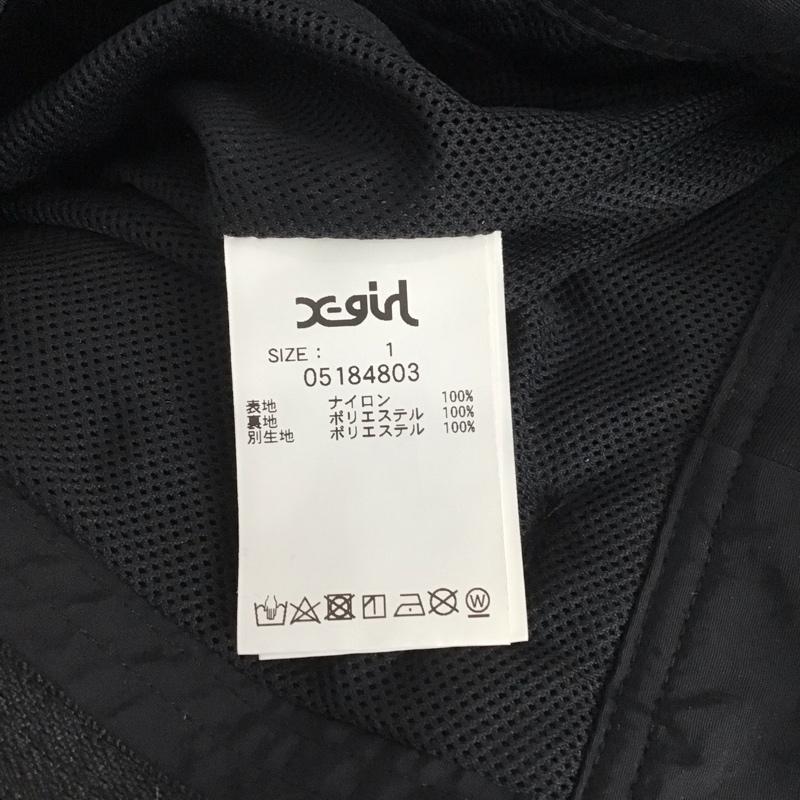 X-girl
SIZE : 1
05184803
表地 ナイロン 100%
裏地 ポリエステル 100%
別生地 ポリエステル 100%
W